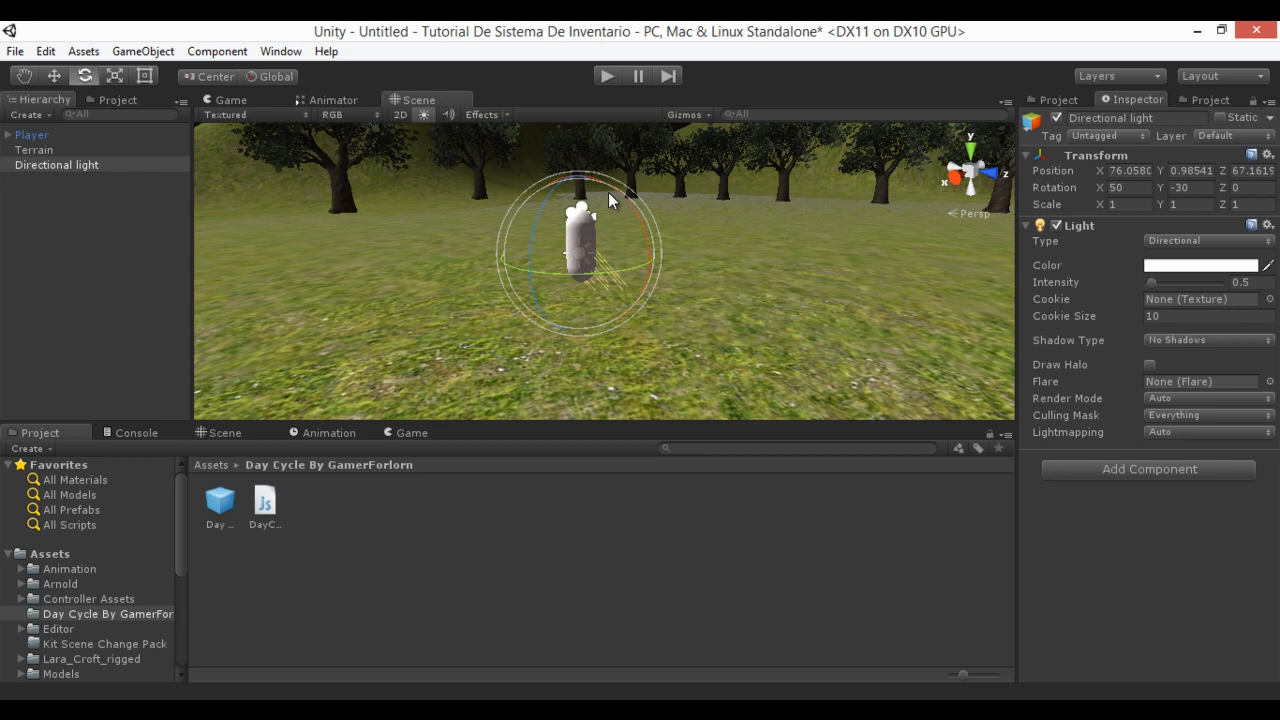 Unity - Untitled - Tutorial De Sistema De Inventario - PC, Mac & Linux Standalone* <DX11 on DX10 GPU>
File Edit Assets GameObject Component Window Help
Center Global Layers Layout
Hierarchy Project Game Animator Scene Project Inspector Project
Create All Textured RGB 2D Effects Gizmos All Directional light Static
Tag Untagged Layer Default
Player
Terrain
Directional light
y
x
z
Persp
Transform
Position X 76.0580 Y 0.98541 Z 67.1619
Rotation X 50 Y -30 Z 0
Scale X 1 Y 1 Z 1
Light
Type Directional
Color
Intensity 0.5
Cookie None (Texture)
Cookie Size 10
Shadow Type No Shadows
Draw Halo
Flare None (Flare)
Render Mode Auto
Culling Mask Everything
Lightmapping Auto
Add Component
Project Console Scene Animation Game
Create
Favorites
All Materials
All Models
All Prefabs
All Scripts
Assets
Animation
Arnold
Controller Assets
Day Cycle By GamerFor
Editor
Kit Scene Change Pack
Lara_Croft_rigged
Models
Assets Day Cycle By GamerForlorn
js
Day ... DayC...